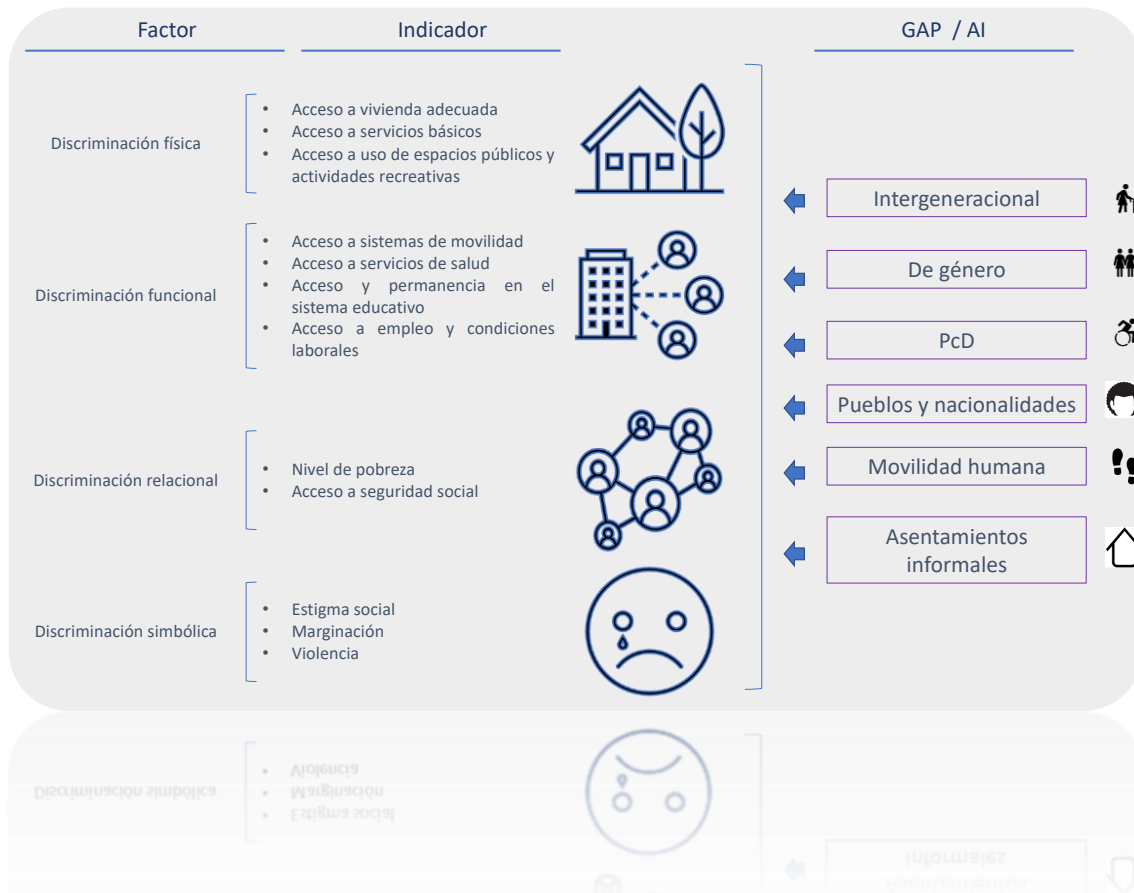 Factor
Indicador
GAP / AI
Discriminación física
• Acceso a vivienda adecuada
• Acceso a servicios básicos
• Acceso a uso de espacios públicos y
actividades recreativas
Discriminación funcional
• Acceso a sistemas de movilidad
• Acceso a servicios de salud
• Acceso y permanencia en el
sistema educativo
• Acceso a empleo y condiciones
laborales
Discriminación relacional
• Nivel de pobreza
• Acceso a seguridad social
Discriminación simbólica
• Estigma social
• Marginación
• Violencia
Intergeneracional
De género
PcD
Pueblos y nacionalidades
Movilidad humana
Asentamientos
informales